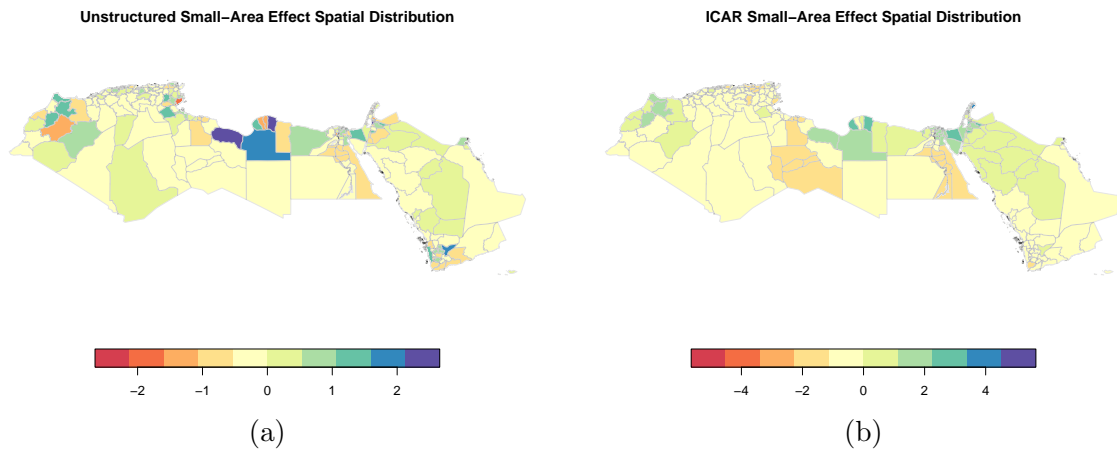 Unstructured Small−Area Effect Spatial Distribution
ICAR Small−Area Effect Spatial Distribution
−2 −1 0 1 2
−4 −2 0 2 4
(a)
(b)